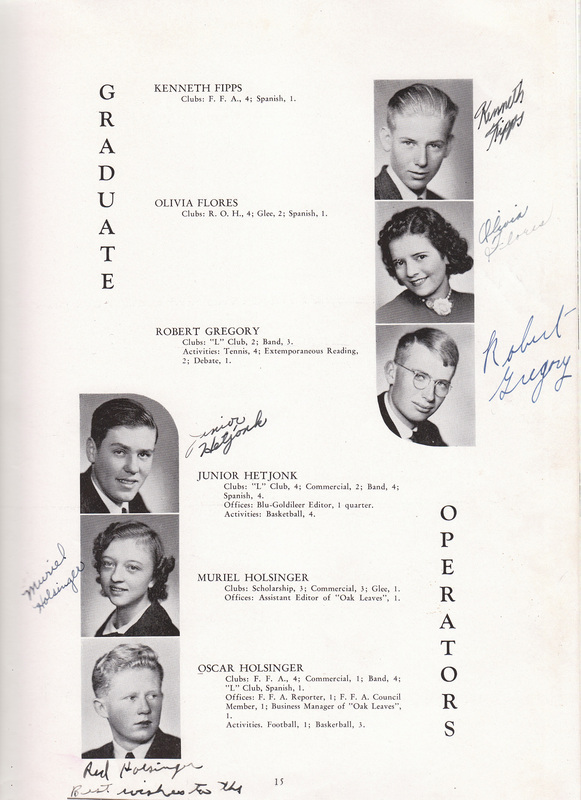 GRADUATE
KENNETH FIPPS
Clubs: F. F. A., 4; Spanish, 1.
Kenneth Fipps
OLIVIA FLORES
Clubs: R. O. H., 4; Glee, 2; Spanish, 1.
Olivia Flores
ROBERT GREGORY
Clubs: "L" Club, 2; Band, 3.
Activities: Tennis, 4; Extemporaneous Reading,
2; Debate, 1.
Robert
Gregory
Junior
Hetjonk
JUNIOR HETJONK
Clubs: "L" Club, 4; Commercial, 2; Band, 4;
Spanish, 4.
Offices: Blu-Goldileer Editor, 1 quarter.
Activities: Basketball, 4.
OPERATORS
Muriel
Holsinger
MURIEL HOLSINGER
Clubs: Scholarship, 3; Commercial, 3; Glee, 1.
Offices: Assistant Editor of "Oak Leaves", 1.
OSCAR HOLSINGER
Clubs: F. F. A., 4; Commercial, 1; Band, 4;
"L" Club, Spanish, 1.
Offices: F. F. A. Reporter, 1; F. F. A. Council
Member, 1; Business Manager of "Oak Leaves",
1.
Activities. Football, 1; Basketball, 3.
Red Holsinger
Best wishes to the
15